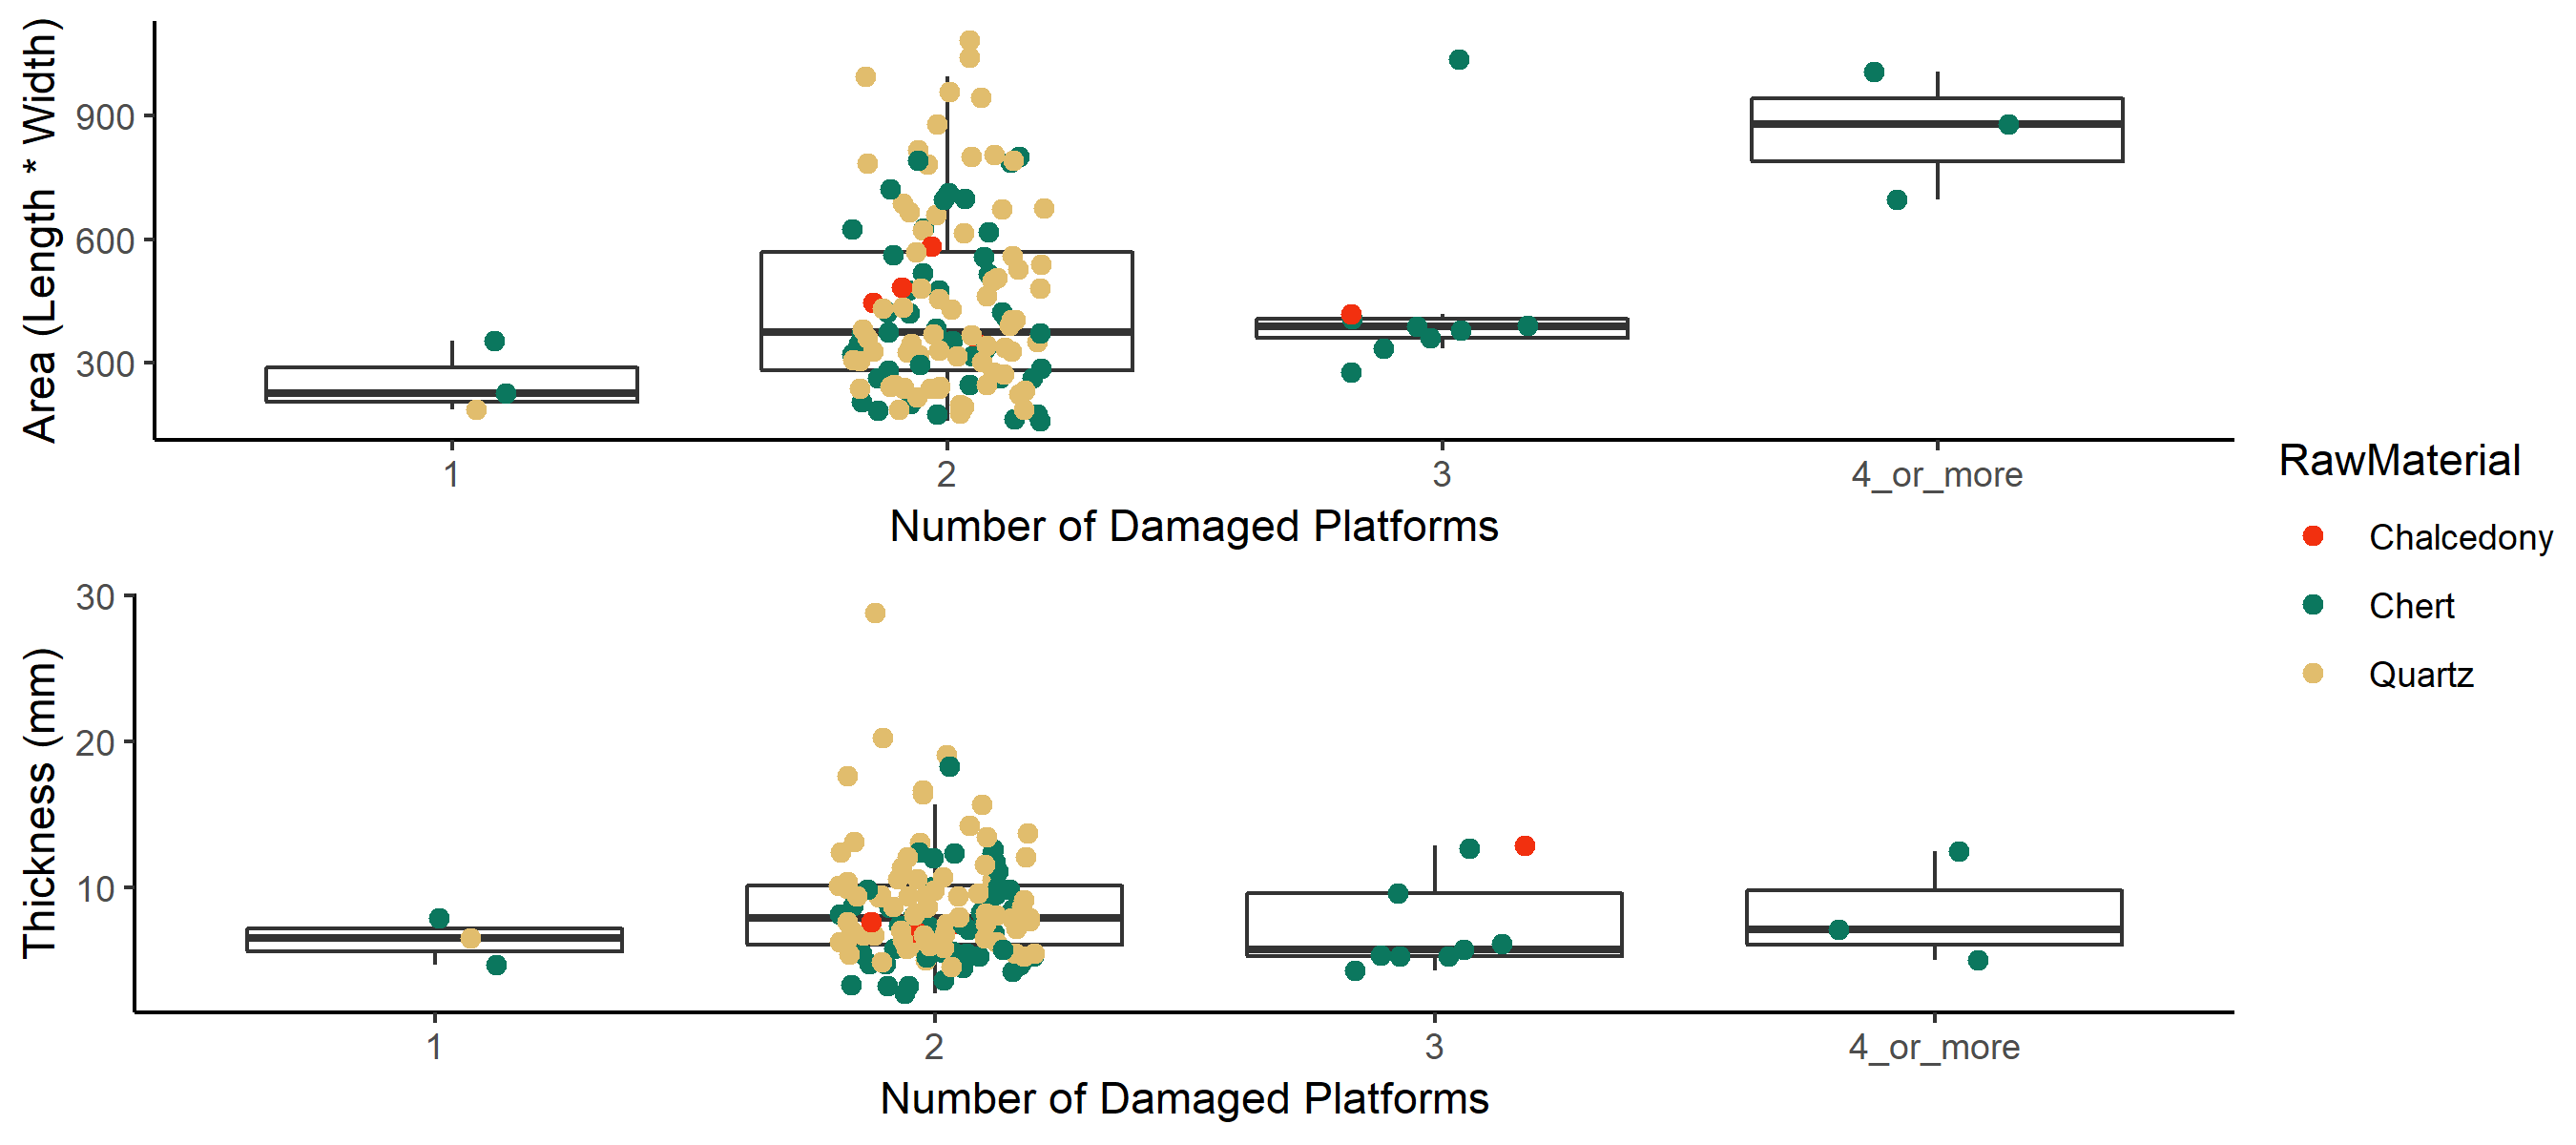 Area (Length * Width)
900
600
300
1
2
3
4_or_more
Number of Damaged Platforms
RawMaterial
Chalcedony
Chert
Quartz
Thickness (mm)
30
20
10
1
2
3
4_or_more
Number of Damaged Platforms